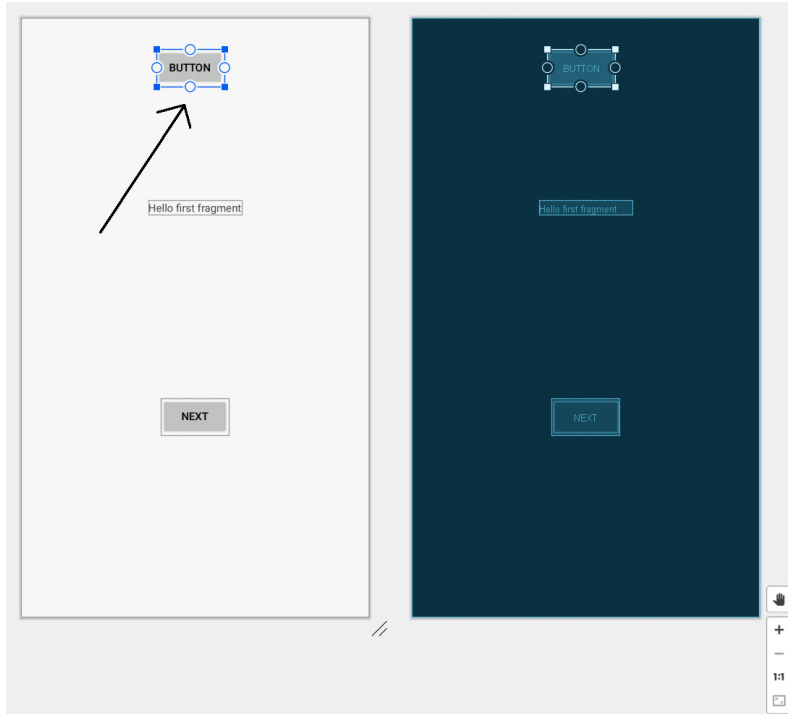 BUTTON
BUTTON
Hello first fragment
Hello first fragment
NEXT
NEXT
1:1